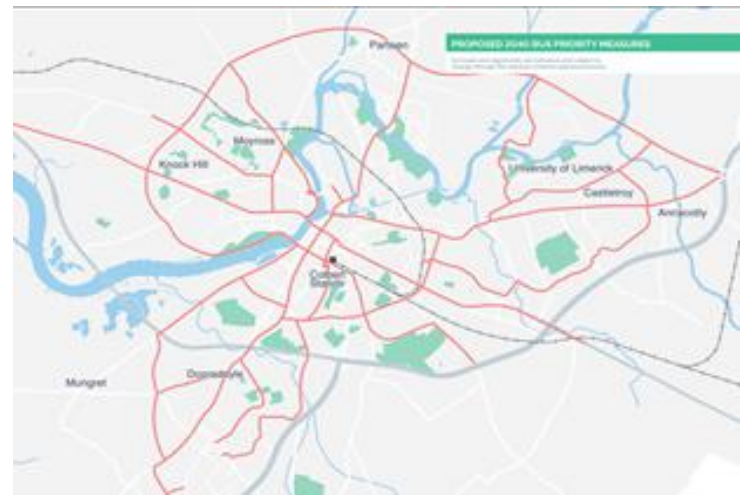 PROPOSED 2040 BUS PRIORITY MEASURES
Parteen
Moyross
Knock Hill
University of Limerick
Castletroy
Annacotty
Colbert
Station
Mungret
Dooradoyle